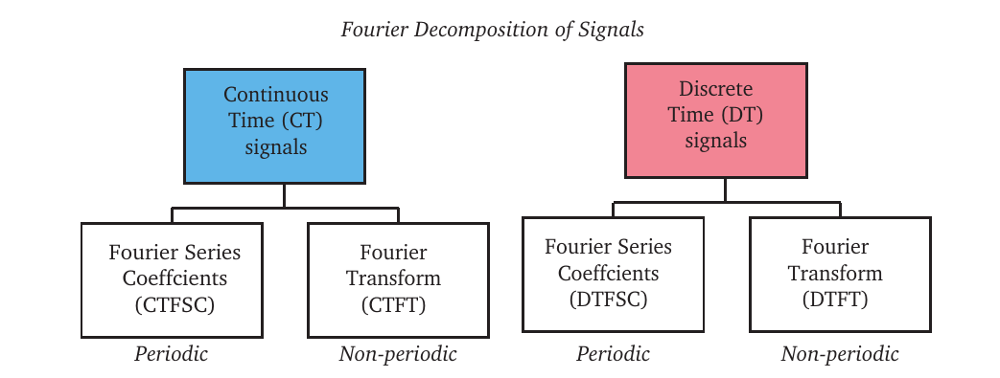 Fourier Decomposition of Signals
Continuous
Time (CT)
signals
Discrete
Time (DT)
signals
Fourier Series
Coeffcients
(CTFSC)
Fourier
Transform
(CTFT)
Fourier Series
Coeffcients
(DTFSC)
Fourier
Transform
(DTFT)
Periodic
Non-periodic
Periodic
Non-periodic